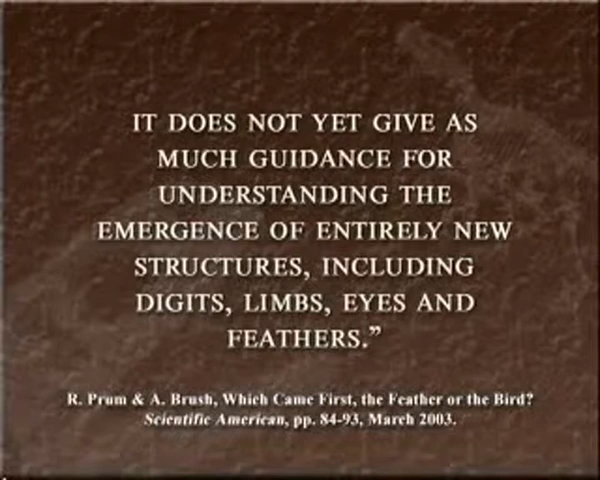 IT DOES NOT YET GIVE AS
MUCH GUIDANCE FOR
UNDERSTANDING THE
EMERGENCE OF ENTIRELY NEW
STRUCTURES, INCLUDING
DIGITS, LIMBS, EYES AND
FEATHERS.”
R. Prum & A. Brush, Which Came First, the Feather or the Bird?
Scientific American, pp. 84-93, March 2003.